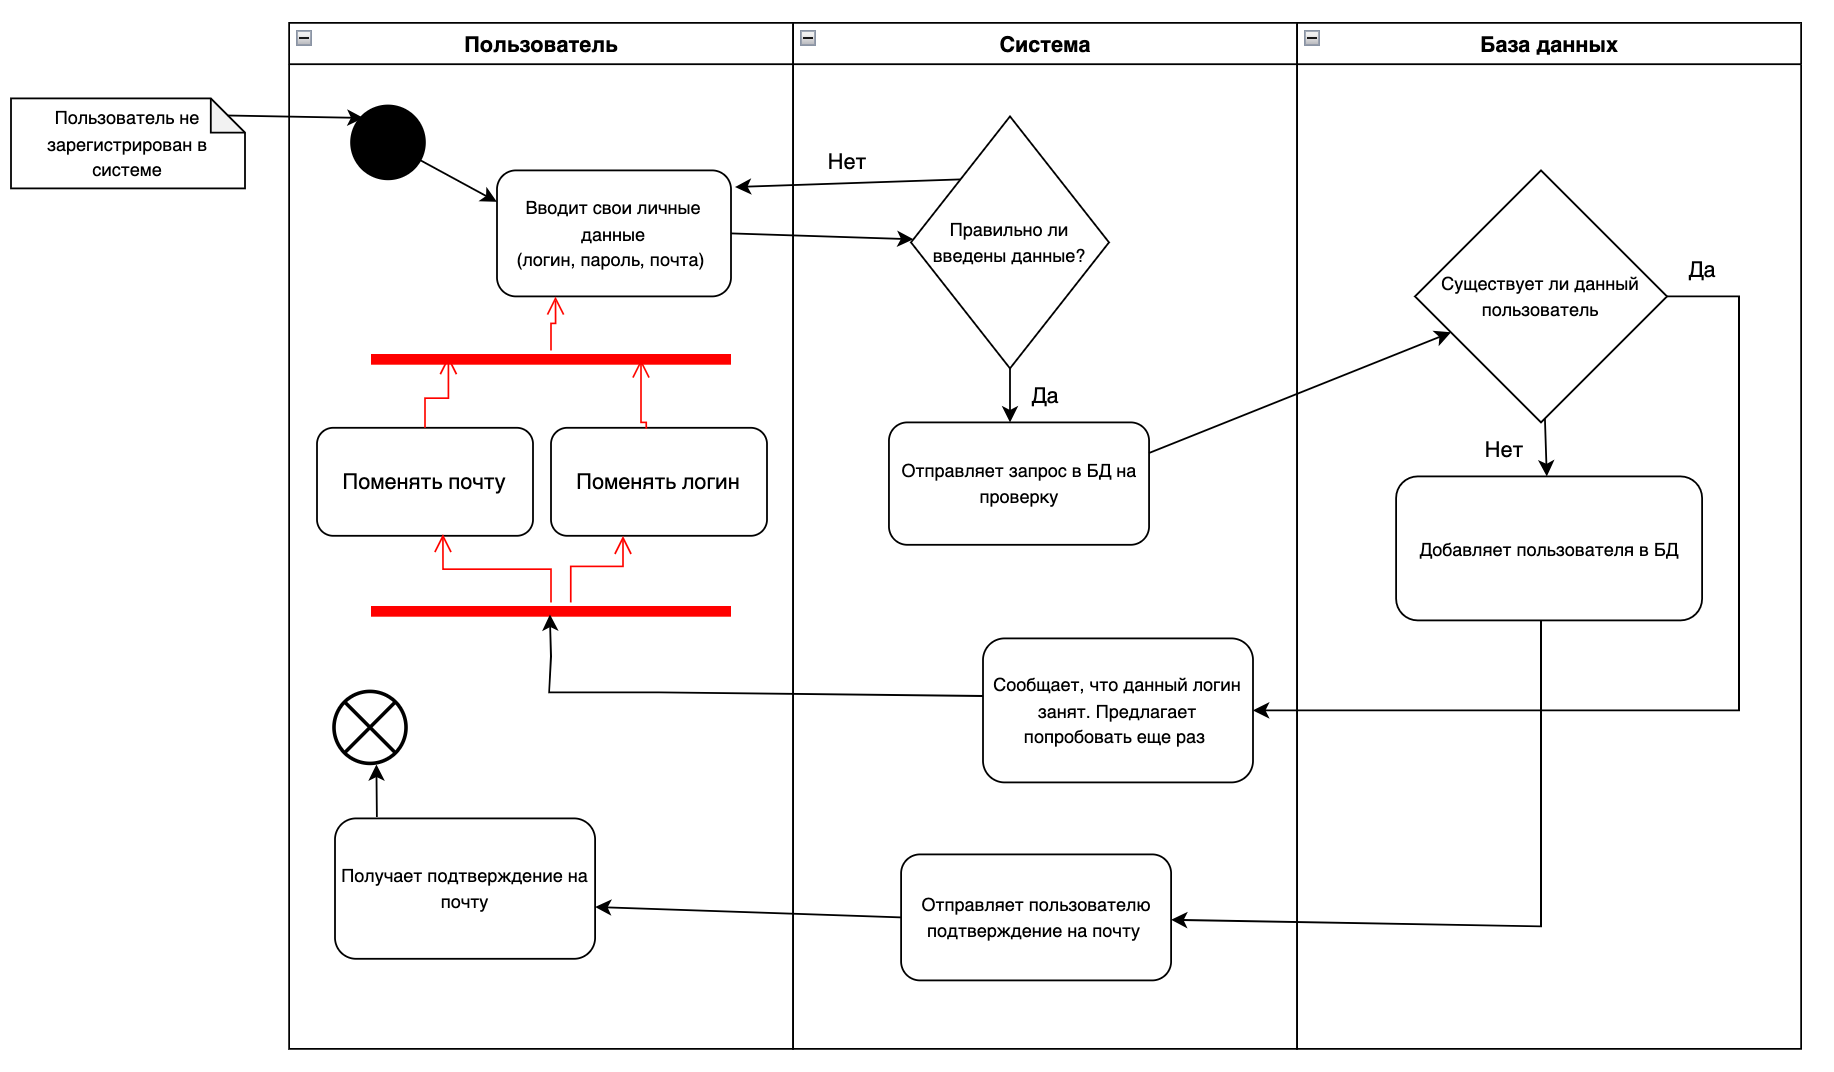 Пользователь
Система
База данных
Пользователь не
зарегистрирован в
системе
Вводит свои личные
данные
(логин, пароль, почта)
Нет
Правильно ли
введены данные?
Да
Существует ли данный
пользователь
Да
Нет
Поменять почту
Поменять логин
Отправляет запрос в БД на
проверку
Добавляет пользователя в БД
Сообщает, что данный логин
занят. Предлагает
попробовать еще раз
Получает подтверждение на
почту
Отправляет пользователю
подтверждение на почту